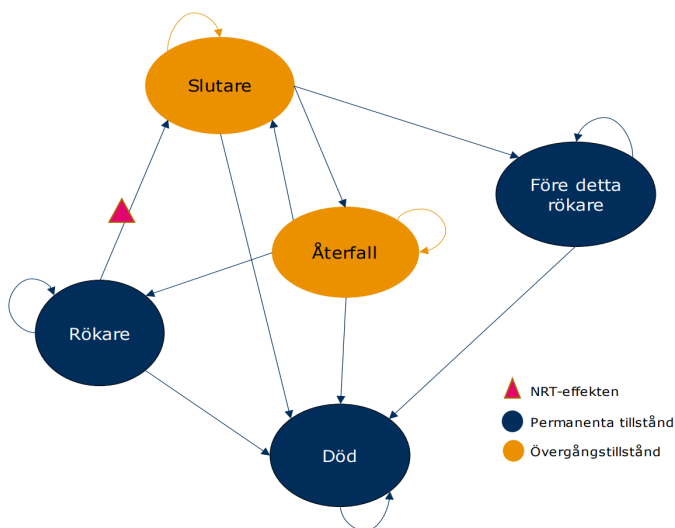 Slutare
Före detta
rökare
Återfall
Rökare
Död
NRT-effekten
Permanenta tillstånd
Övergångstillstånd